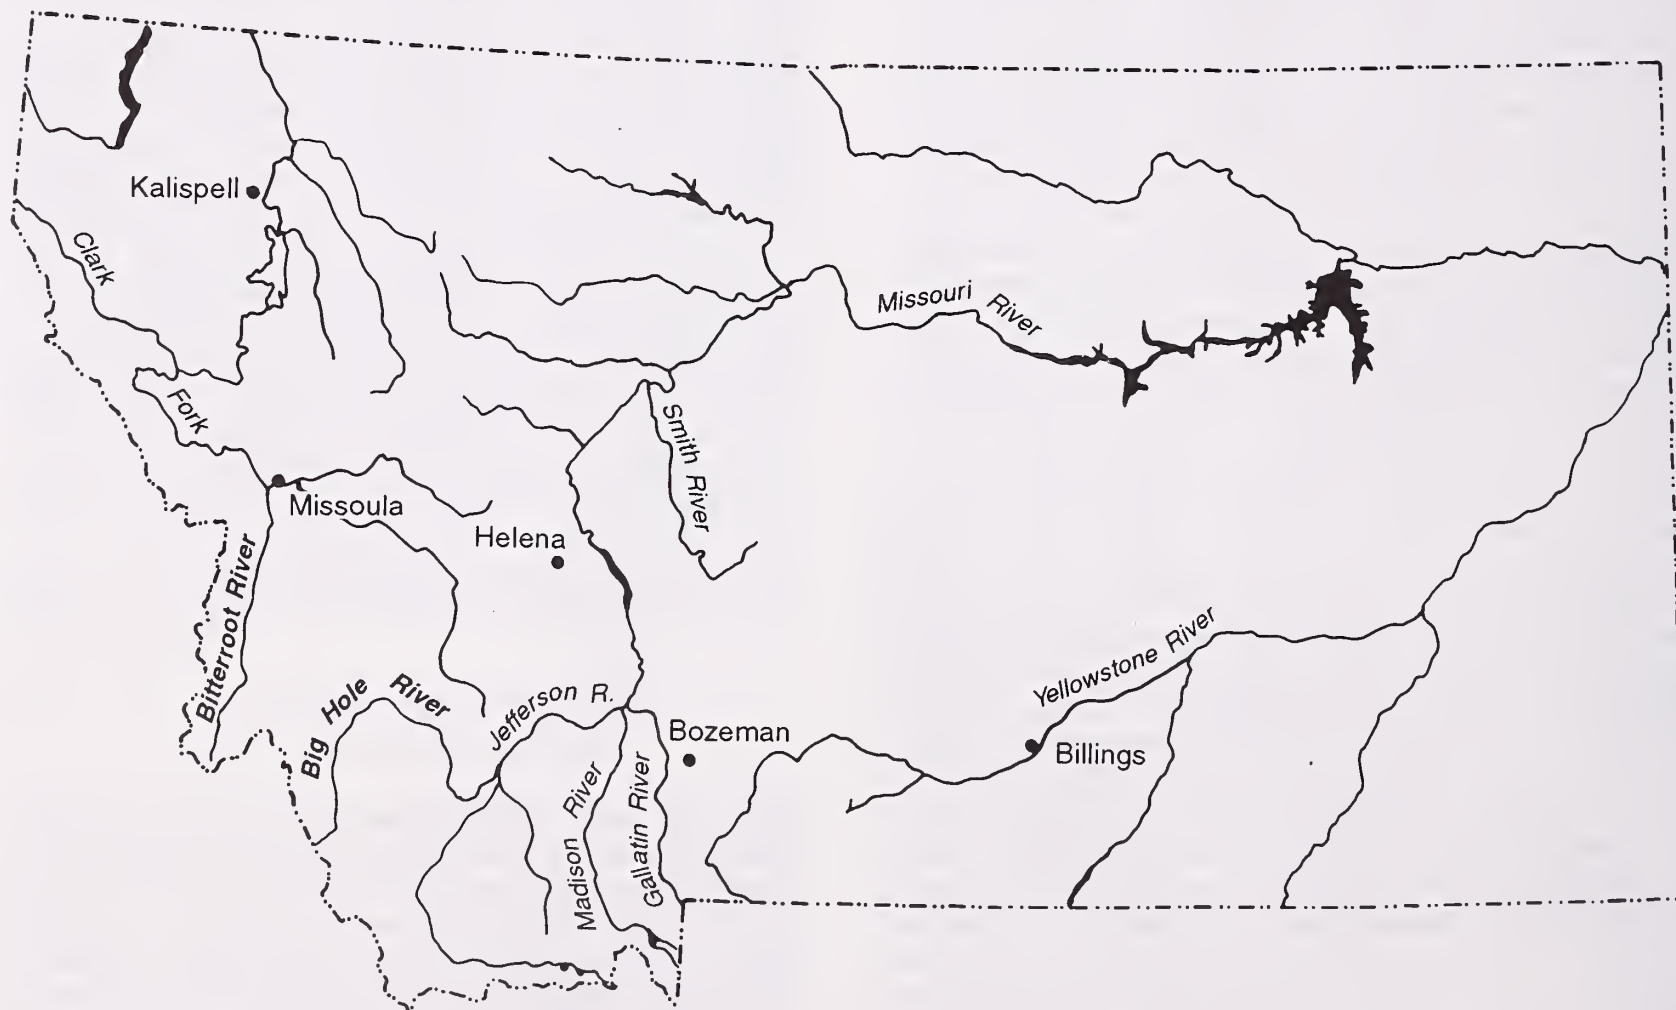 Kalispell
Clark
Fork
Missouri River
Smith River
Missoula
Helena
Bitterroot River
Big Hole River
Jefferson R.
Bozeman
Madison River
Gallatin River
Yellowstone River
Billings